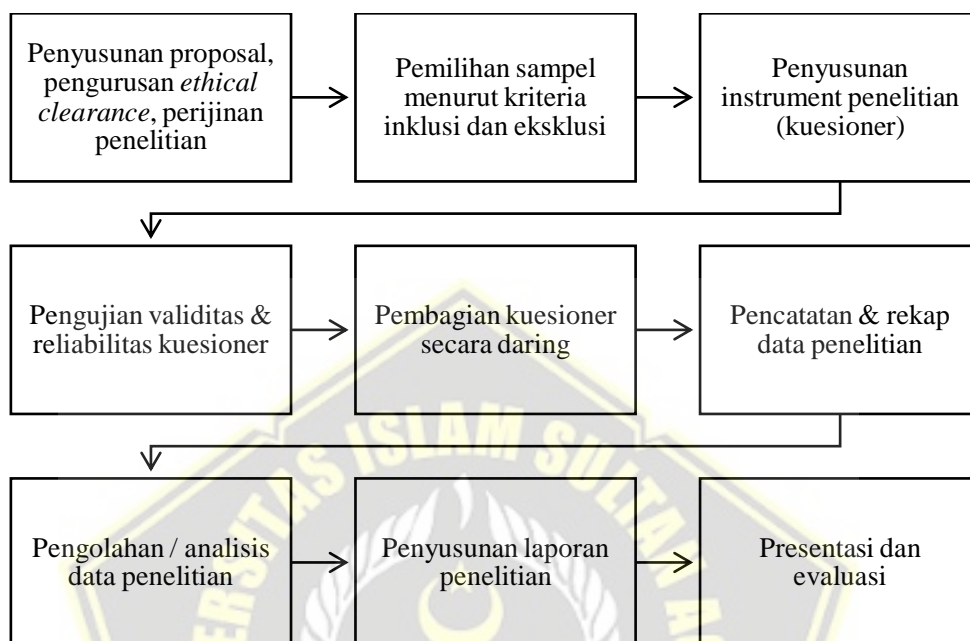 Penyusunan proposal,
pengurusan ethical
clearance, perijinan
penelitian
Pemilihan sampel
menurut kriteria
inklusi dan eksklusi
Penyusunan
instrument penelitian
(kuesioner)
Pengujian validitas &
reliabilitas kuesioner
Pembagian kuesioner
secara daring
Pencatatan & rekap
data penelitian
Pengolahan / analisis
data penelitian
Penyusunan laporan
penelitian
Presentasi dan
evaluasi
ISLAM SULTAN